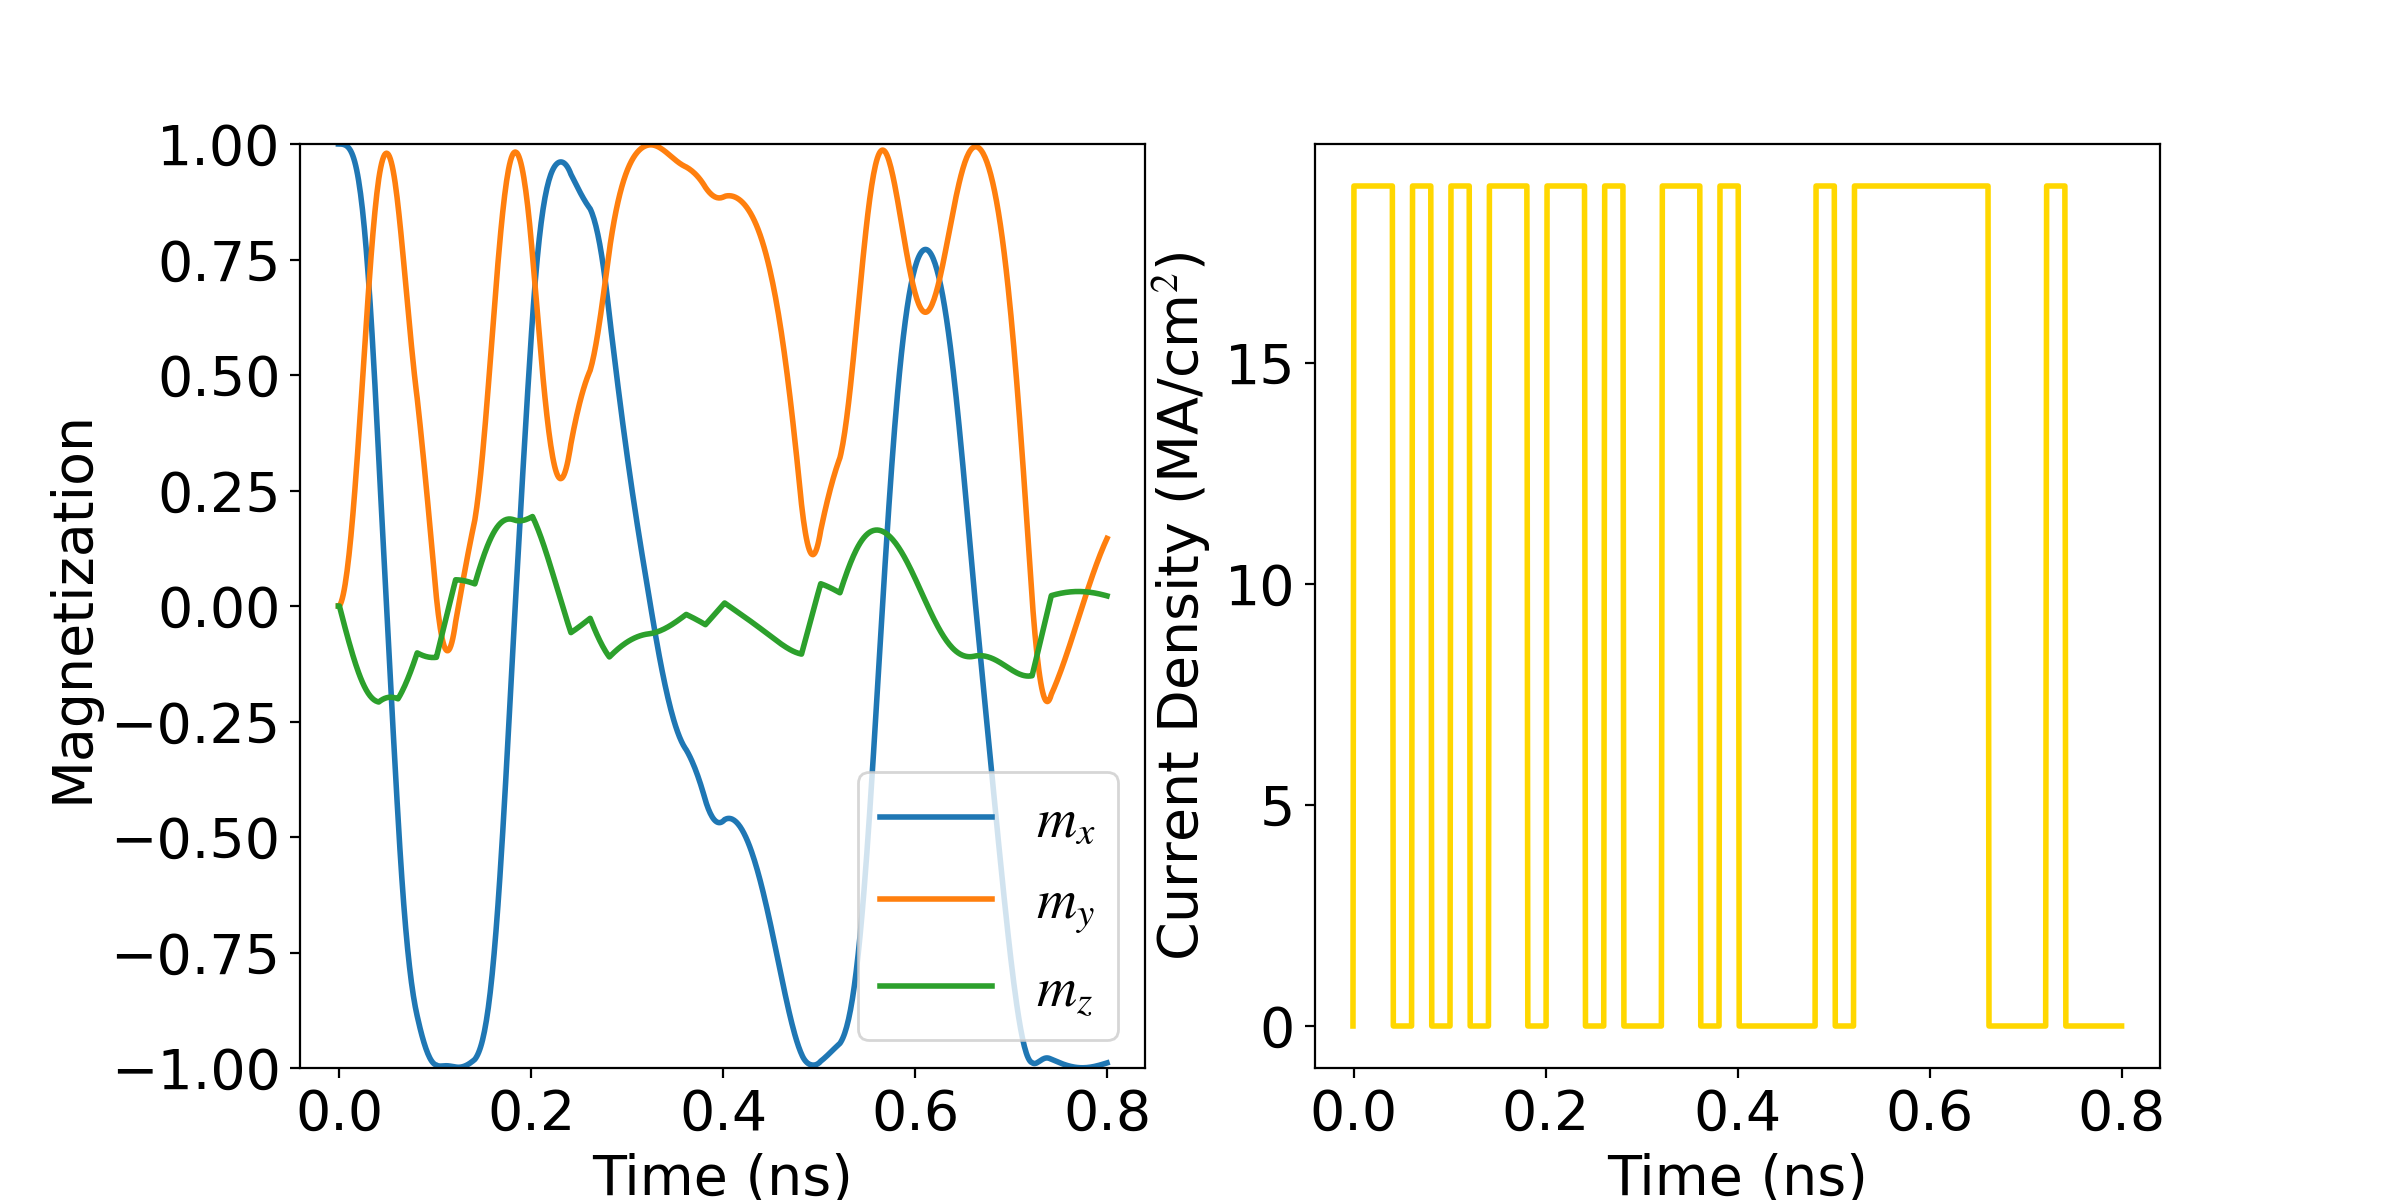 Magnetization
1.00
0.75
0.50
0.25
0.00
−0.25
−0.50
−0.75
−1.00
0.0 0.2 0.4 0.6 0.8
Time (ns)
m_x
m_y
m_z
Current Density (MA/cm²)
15
10
5
0
0.0 0.2 0.4 0.6 0.8
Time (ns)